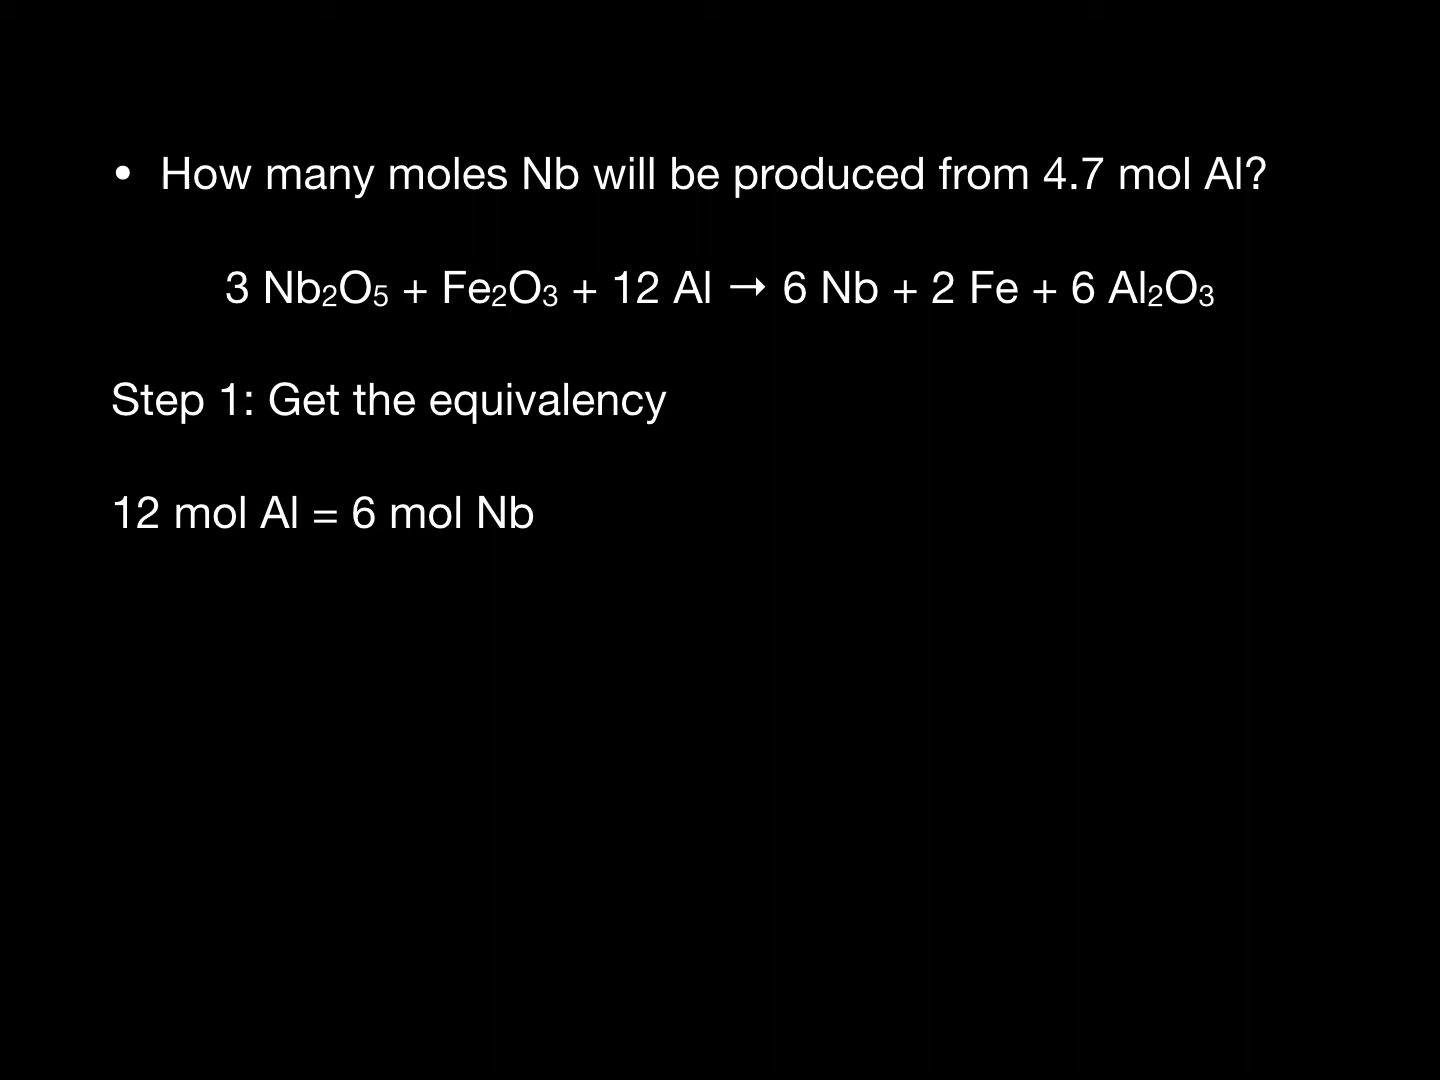 • How many moles Nb will be produced from 4.7 mol Al?
3 Nb₂O₅ + Fe₂O₃ + 12 Al → 6 Nb + 2 Fe + 6 Al₂O₃
Step 1: Get the equivalency
12 mol Al = 6 mol Nb